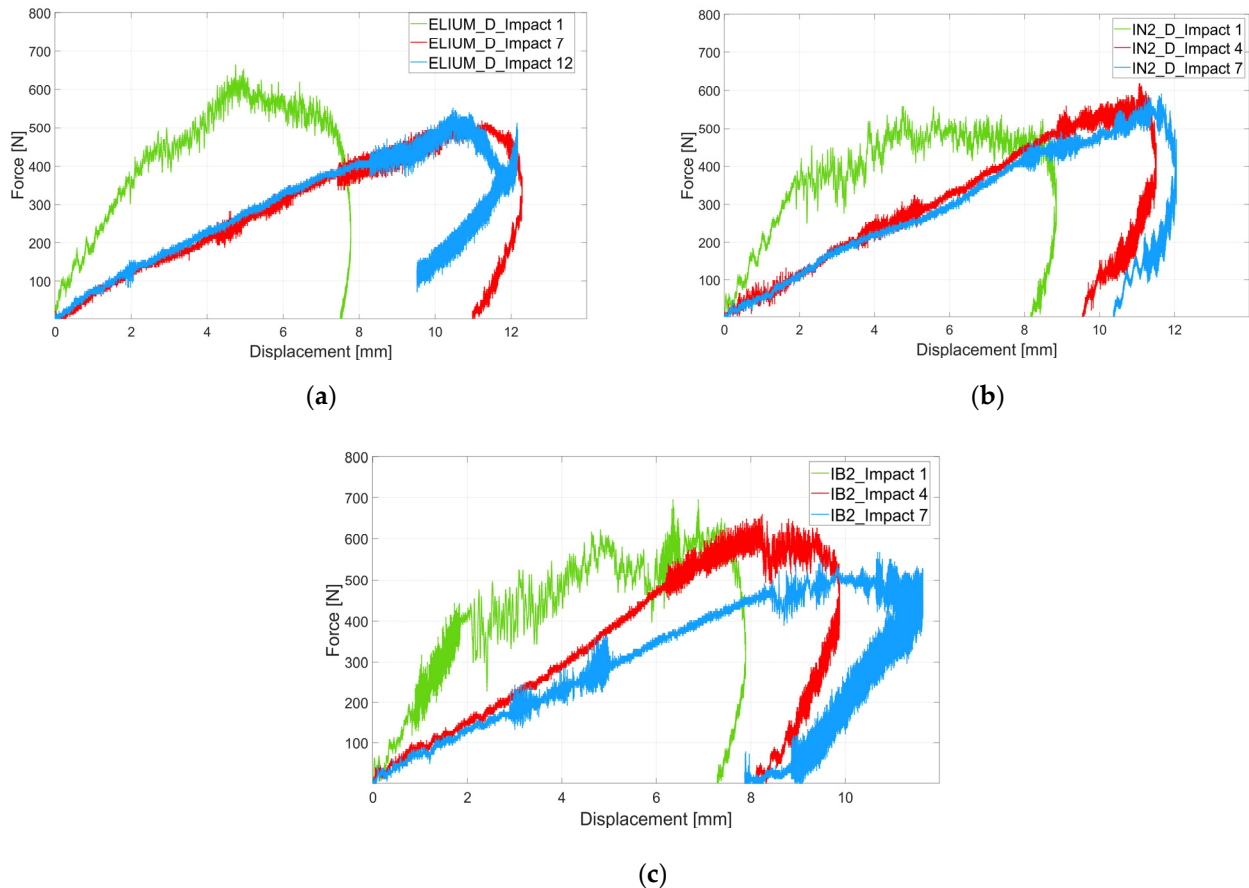 800
700
600
500
400
300
200
100
0 2 4 6 8 10 12
Force [N]
Displacement [mm]
ELIUM_D_Impact 1
ELIUM_D_Impact 7
ELIUM_D_Impact 12
(a)
800
700
600
500
400
300
200
100
0 2 4 6 8 10 12
Force [N]
Displacement [mm]
IN2_D_Impact 1
IN2_D_Impact 4
IN2_D_Impact 7
(b)
800
700
600
500
400
300
200
100
0 2 4 6 8 10
Force [N]
Displacement [mm]
IB2_Impact 1
IB2_Impact 4
IB2_Impact 7
(c)